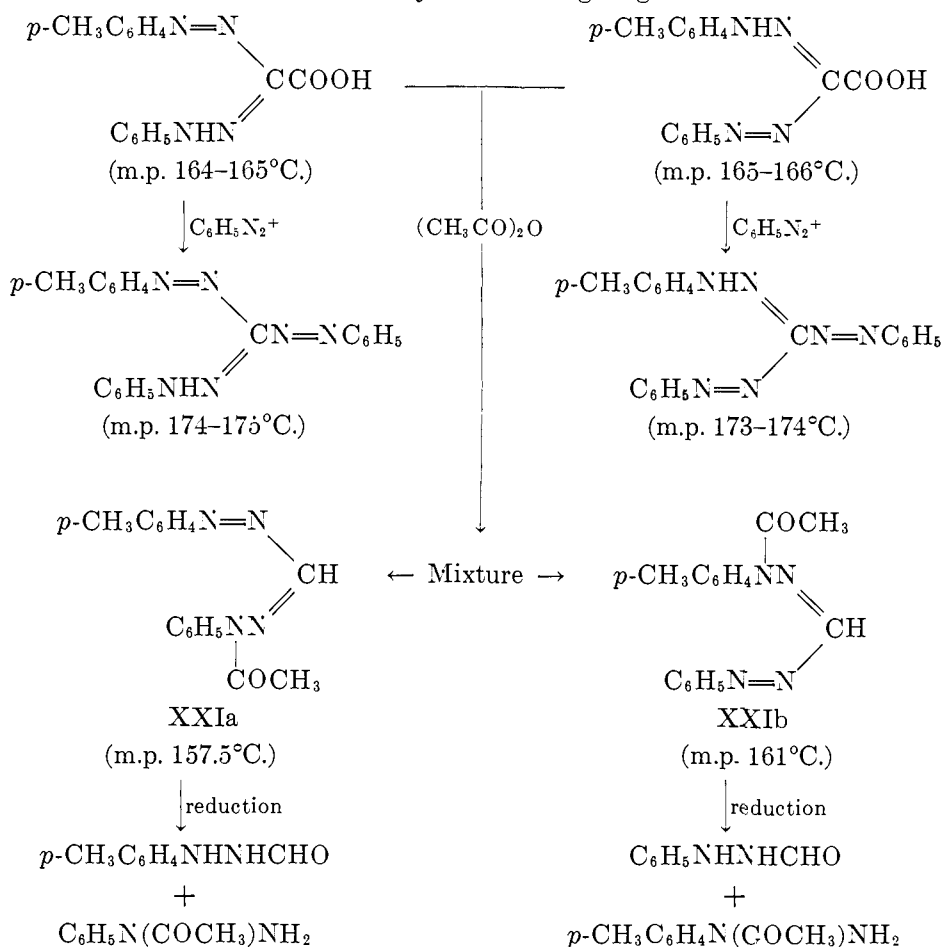 p-CH₃C₆H₄N=N p-CH₃C₆H₄NHN
CCOOH CCOOH
C₆H₅NHN C₆H₅N=N
(m.p. 164–165°C.) (m.p. 165–166°C.)
C₆H₅N₂⁺ (CH₃CO)₂O C₆H₅N₂⁺
p-CH₃C₆H₄N=N p-CH₃C₆H₄NHN
CN=NC₆H₅ CN=NC₆H₅
C₆H₅NHN C₆H₅N=N
(m.p. 174–175°C.) (m.p. 173–174°C.)
COCH₃
p-CH₃C₆H₄N=N p-CH₃C₆H₄NN
CH ← Mixture → CH
C₆H₅NN C₆H₅N=N
COCH₃
XXIa XXIb
(m.p. 157.5°C.) (m.p. 161°C.)
reduction reduction
p-CH₃C₆H₄NHNHCHO C₆H₅NHNHCHO
+ +
C₆H₅N(COCH₃)NH₂ p-CH₃C₆H₄N(COCH₃)NH₂